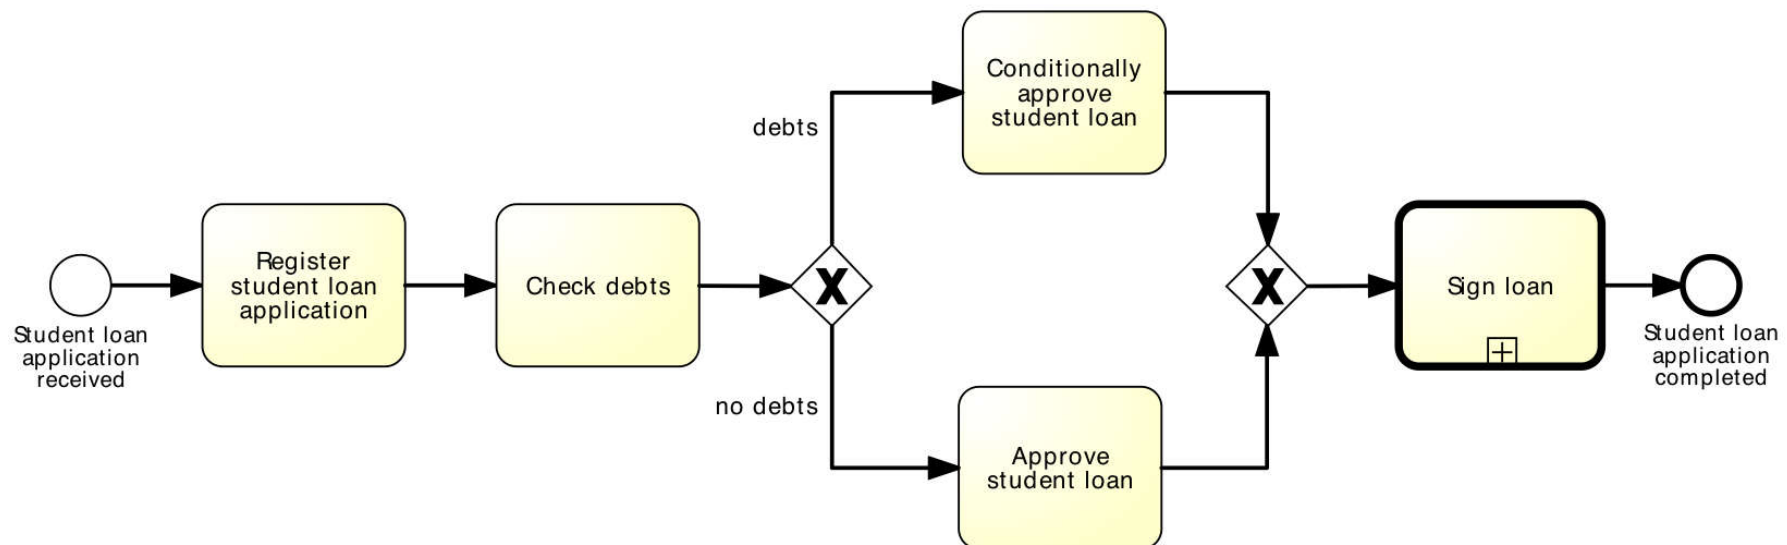 Student loan
application
received
Register
student loan
application
Check debts
debts
no debts
X
Conditionally
approve
student loan
Approve
student loan
X
Sign loan
Student loan
application
completed